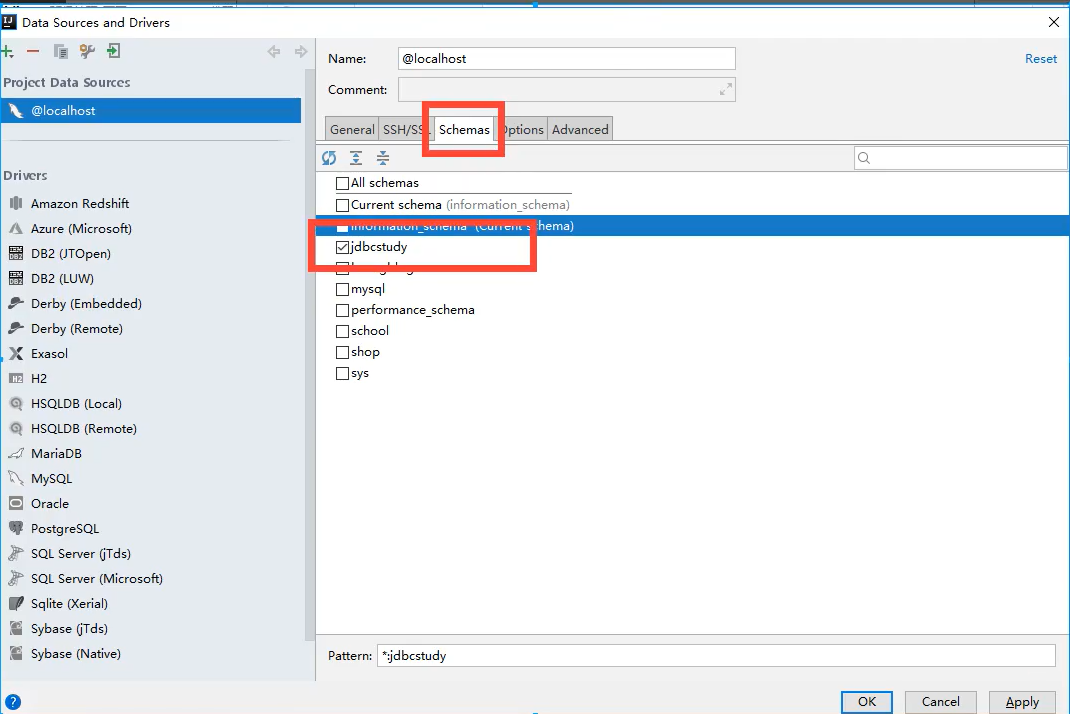 Data Sources and Drivers
Name: @localhost
Reset
Comment:
Project Data Sources
@localhost
General SSH/SS Schemas Options Advanced
All schemas
Current schema (information_schema)
information_schema (Current schema)
jdbcstudy
mysql
performance_schema
school
shop
sys
Drivers
Amazon Redshift
Azure (Microsoft)
DB2 (JTOpen)
DB2 (LUW)
Derby (Embedded)
Derby (Remote)
Exasol
H2
HSQLDB (Local)
HSQLDB (Remote)
MariaDB
MySQL
Oracle
PostgreSQL
SQL Server (jTds)
SQL Server (Microsoft)
Sqlite (Xerial)
Sybase (jTds)
Sybase (Native)
Pattern: *:jdbcstudy
OK Cancel Apply